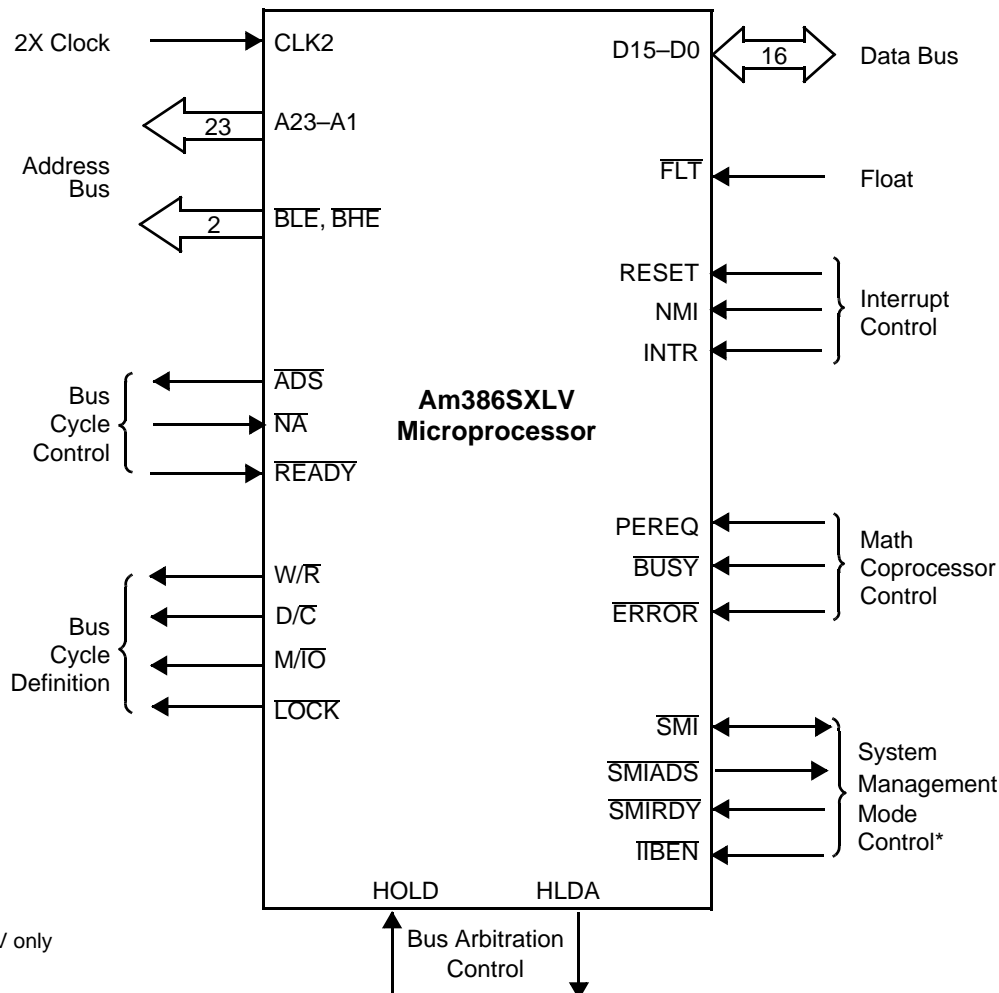 2X Clock
CLK2
D15–D0
16
Data Bus
23
A23–A1
Address
Bus
FLT
Float
2
BLE, BHE
RESET
NMI
INTR
Interrupt
Control
Bus
Cycle
Control
ADS
NA
READY
Am386SXLV
Microprocessor
PEREQ
BUSY
ERROR
Math
Coprocessor
Control
Bus
Cycle
Definition
W/R
D/C
M/IO
LOCK
SMI
SMIADS
SMIRDY
IIBEN
System
Management
Mode
Control*
HOLD
HLDA
Bus Arbitration
Control
only